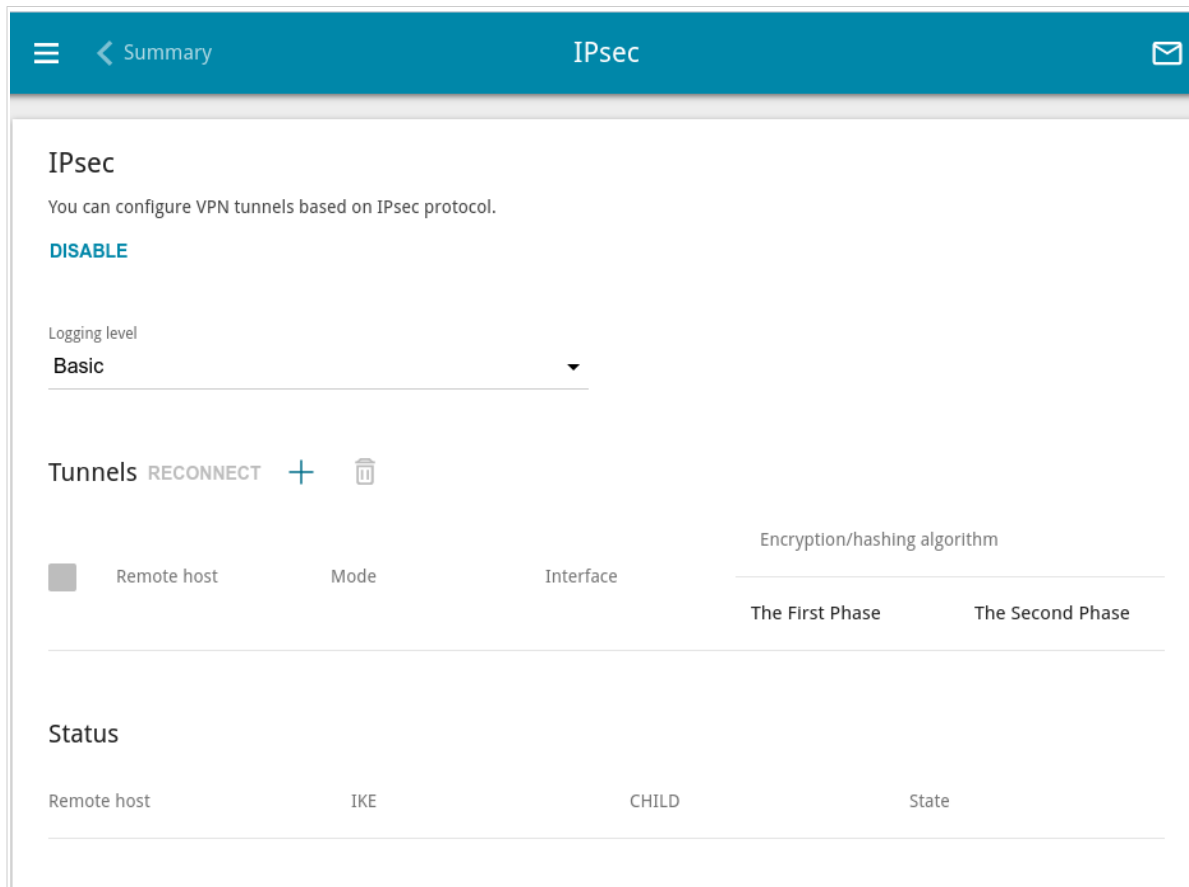 Summary
IPsec
IPsec
You can configure VPN tunnels based on IPsec protocol.
DISABLE
Logging level
Basic
Tunnels RECONNECT
Encryption/hashing algorithm
Remote host Mode Interface
The First Phase The Second Phase
Status
Remote host IKE CHILD State